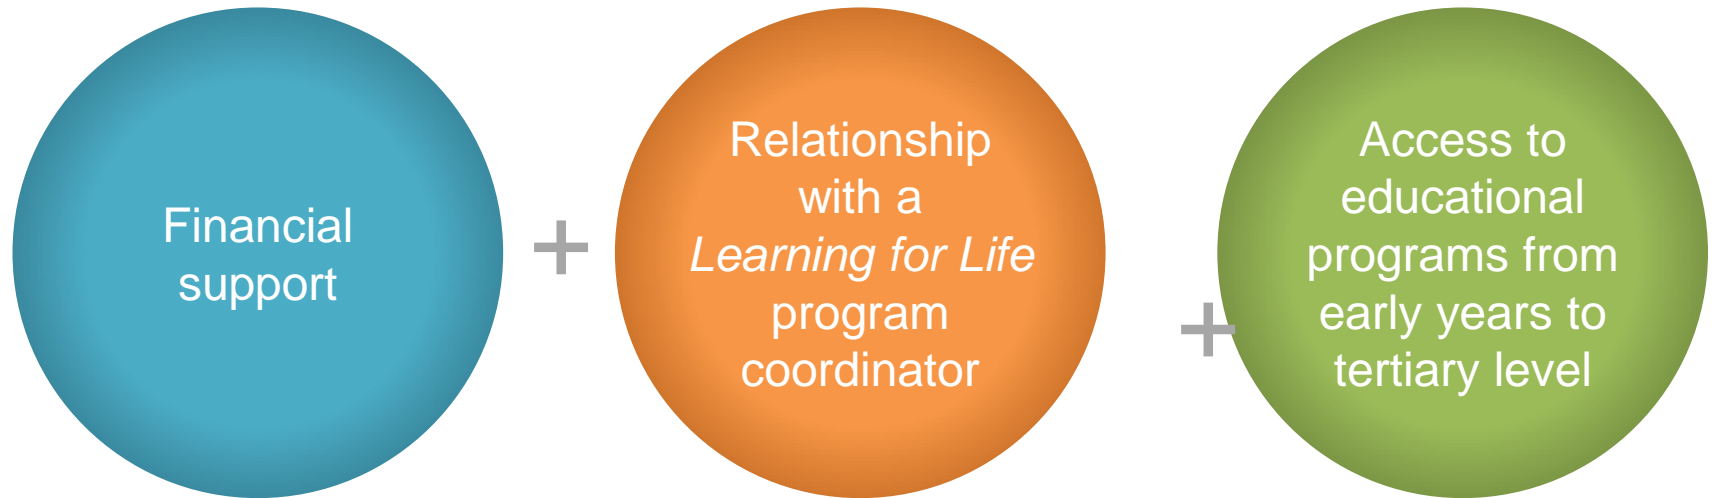 Financial
support
+
Relationship
with a
Learning for Life
program
coordinator
+
Access to
educational
programs from
early years to
tertiary level